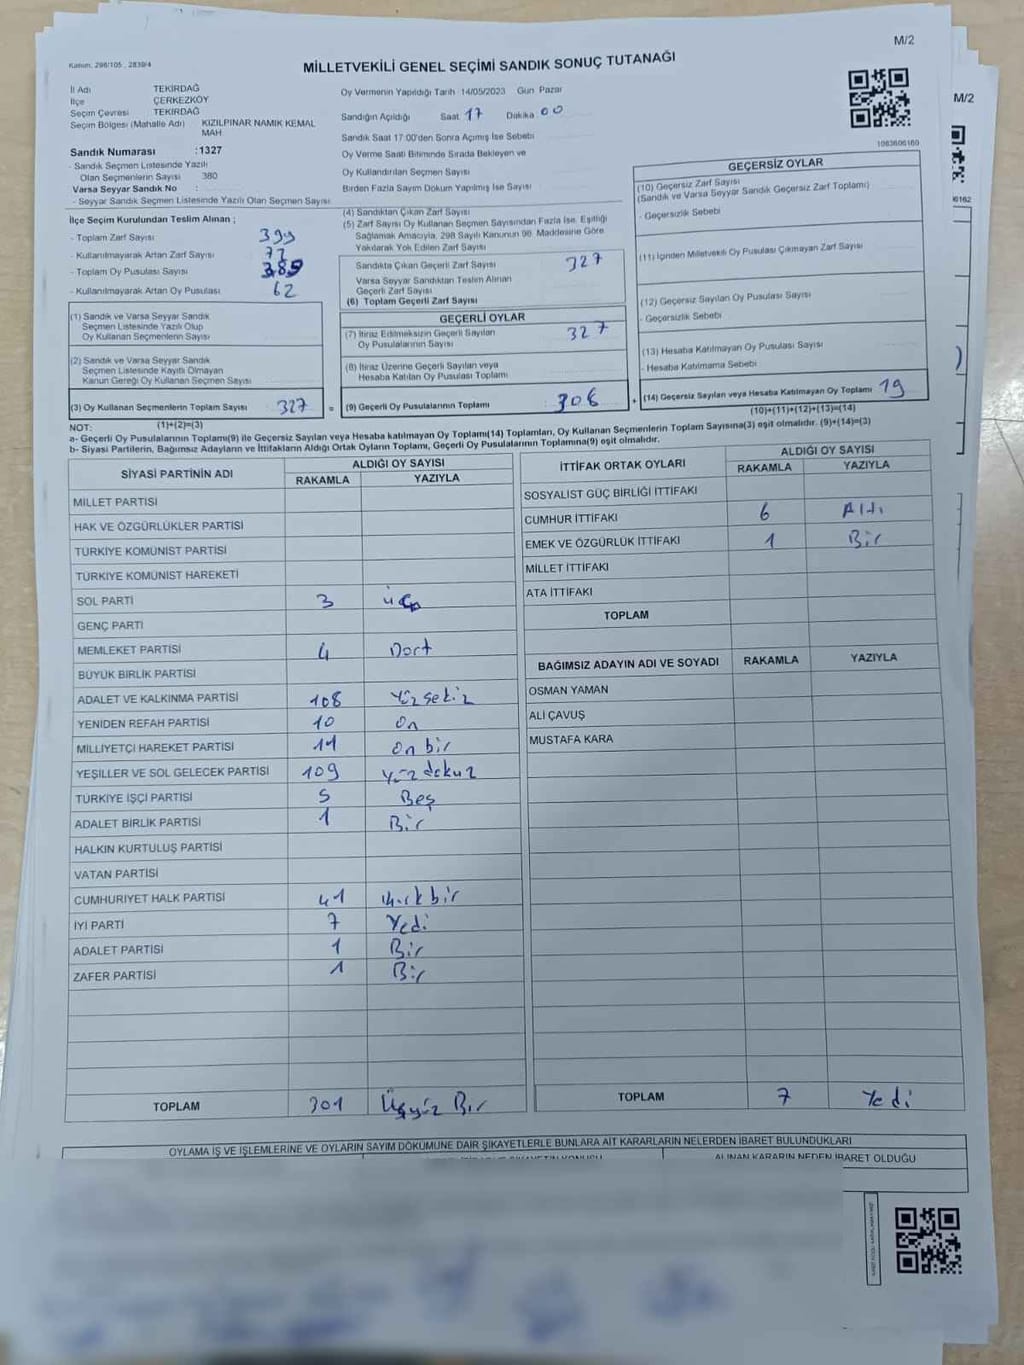 M/2
Kanun: 298/105 , 2839/4
MİLLETVEKİLİ GENEL SEÇİMİ SANDIK SONUÇ TUTANAĞI
M/2
İl Adı TEKİRDAĞ
İlçe ÇERKEZKÖY
Seçim Çevresi TEKİRDAĞ
Seçim Bölgesi (Mahalle Adı) KIZILPINAR NAMIK KEMAL MAH.
Sandık Numarası :1327
- Sandık Seçmen Listesinde Yazılı
Olan Seçmenlerin Sayısı 380
Varsa Seyyar Sandık No :
- Seyyar Sandık Seçmen Listesinde Yazılı Olan Seçmen Sayısı
Oy Vermenin Yapıldığı Tarih 14/05/2023 Gün Pazar
Sandığın Açıldığı Saat 17 Dakika 00
Sandık Saat 17:00'den Sonra Açımış İse Sebebi
Oy Verme Saati Bitiminde Sırada Bekleyen ve
Oy Kullandırılan Seçmen Sayısı
Birden Fazla Sayım Döküm Yapılmış İse Sayısı
1083606160
İlçe Seçim Kurulundan Teslim Alınan ;
- Toplam Zarf Sayısı 399
- Kullanılmayarak Artan Zarf Sayısı 72
- Toplam Oy Pusulası Sayısı 389
- Kullanılmayarak Artan Oy Pusulası 62
(1) Sandık ve Varsa Seyyar Sandık
Seçmen Listesinde Yazılı Olup
Oy Kullanan Seçmenlerin Sayısı
(2) Sandık ve Varsa Seyyar Sandık
Seçmen Listesinde Kayıtlı Olmayan
Kanun Gereği Oy Kullanan Seçmen Sayısı
(3) Oy Kullanan Seçmenlerin Toplam Sayısı 327 =
(4) Sandıktan Çıkan Zarf Sayısı
(5) Zarf Sayısı Oy Kullanan Seçmen Sayısından Fazla İse, Eşitliği
Sağlamak Amacıyla, 298 Sayılı Kanunun 98. Maddesine Göre
Yakılarak Yok Edilen Zarf Sayısı
Sandıkta Çıkan Geçerli Zarf Sayısı 327
Varsa Seyyar Sandıktan Teslim Alınan
Geçerli Zarf Sayısı
(6) Toplam Geçerli Zarf Sayısı
GEÇERLİ OYLAR
(7) İtiraz Edilmeksizin Geçerli Sayılan
Oy Pusulalarının Sayısı 327
(8) İtiraz Üzerine Geçerli Sayılan veya
Hesaba Katılan Oy Pusulası Toplamı
(9) Geçerli Oy Pusulalarının Toplamı 308 +
GEÇERSİZ OYLAR
(10) Geçersiz Zarf Sayısı
(Sandık ve Varsa Seyyar Sandık Geçersiz Zarf Toplamı)
- Geçersizlik Sebebi
(11) İçinden Milletvekili Oy Pusulası Çıkmayan Zarf Sayısı
(12) Geçersiz Sayılan Oy Pusulası Sayısı
- Geçersizlik Sebebi
(13) Hesaba Katılmayan Oy Pusulası Sayısı
- Hesaba Katılmama Sebebi
(14) Geçersiz Sayılan veya Hesaba Katılmayan Oy Toplamı 19
(10)+(11)+(12)+(13)=(14)
NOT: (1)+(2)=(3)
a- Geçerli Oy Pusulalarının Toplamı(9) ile Geçersiz Sayılan veya Hesaba katılmayan Oy Toplamı(14) Toplamları, Oy Kullanan Seçmenlerin Toplam Sayısına(3) eşit olmalıdır. (9)+(14)=(3)
b- Siyasi Partilerin, Bağımsız Adayların ve İttifakların Aldığı Ortak Oyların Toplamı, Geçerli Oy Pusulalarının Toplamına(9) eşit olmalıdır.
SİYASİ PARTİNİN ADI ALDIĞI OY SAYISI
RAKAMLA YAZIYLA
MİLLET PARTİSİ
HAK VE ÖZGÜRLÜKLER PARTİSİ
TÜRKİYE KOMÜNİST PARTİSİ
TÜRKİYE KOMÜNİST HAREKETİ
SOL PARTİ 3 üç
GENÇ PARTİ
MEMLEKET PARTİSİ 4 Dört
BÜYÜK BİRLİK PARTİSİ
ADALET VE KALKINMA PARTİSİ 108 Yüzsekiz
YENİDEN REFAH PARTİSİ 10 On
MİLLİYETÇİ HAREKET PARTİSİ 11 On bir
YEŞİLLER VE SOL GELECEK PARTİSİ 109 yüz dokuz
TÜRKİYE İŞÇİ PARTİSİ 5 Beş
ADALET BİRLİK PARTİSİ 1 Bir
HALKIN KURTULUŞ PARTİSİ
VATAN PARTİSİ
CUMHURİYET HALK PARTİSİ 41 kırk bir
İYİ PARTİ 7 Yedi
ADALET PARTİSİ 1 Bir
ZAFER PARTİSİ 1 Bir
TOPLAM 301 Üçyüz Bir
İTTİFAK ORTAK OYLARI ALDIĞI OY SAYISI
RAKAMLA YAZIYLA
SOSYALİST GÜÇ BİRLİĞİ İTTİFAKI
CUMHUR İTTİFAKI 6 Altı
EMEK VE ÖZGÜRLÜK İTTİFAKI 1 Bir
MİLLET İTTİFAKI
ATA İTTİFAKI
TOPLAM
BAĞIMSIZ ADAYIN ADI VE SOYADI RAKAMLA YAZIYLA
OSMAN YAMAN
ALİ ÇAVUŞ
MUSTAFA KARA
TOPLAM 7 Yedi
OYLAMA İŞ VE İŞLEMLERİNE VE OYLARIN SAYIM DÖKÜMÜNE DAİR ŞİKAYETLERLE BUNLARA AİT KARARLARIN NELERDEN İBARET BULUNDUKLARI
ALINAN KARARIN NEDEN İBARET OLDUĞU